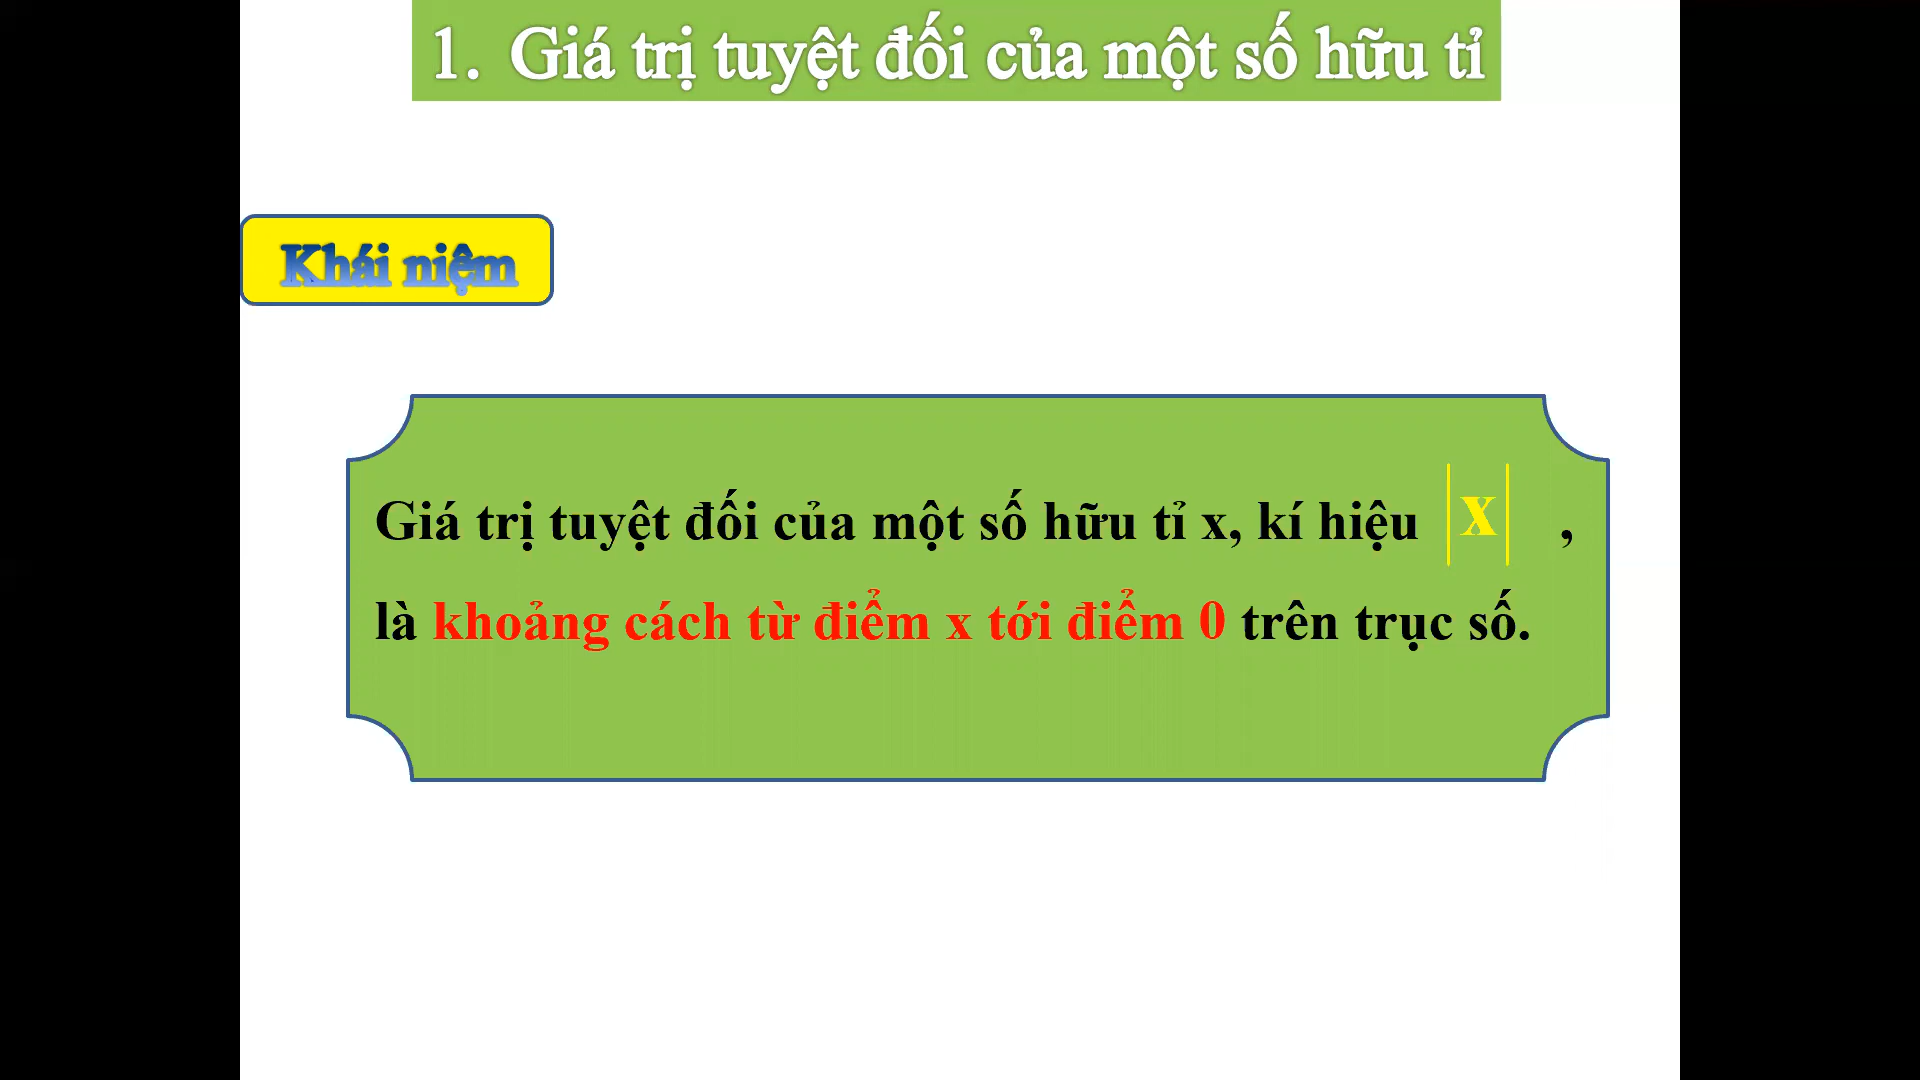 1. Giá trị tuyệt đối của một số hữu tỉ
Khái niệm
Giá trị tuyệt đối của một số hữu tỉ x, kí hiệu |x| ,
là khoảng cách từ điểm x tới điểm 0 trên trục số.